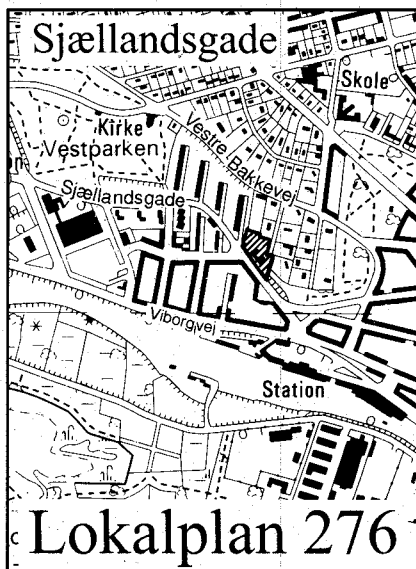 Sjællandsgade
Skole
Kirke
Vestparken
Vestre Bakkevej
Sjællandsgade
Viborgvej
Station
Lokalplan 276